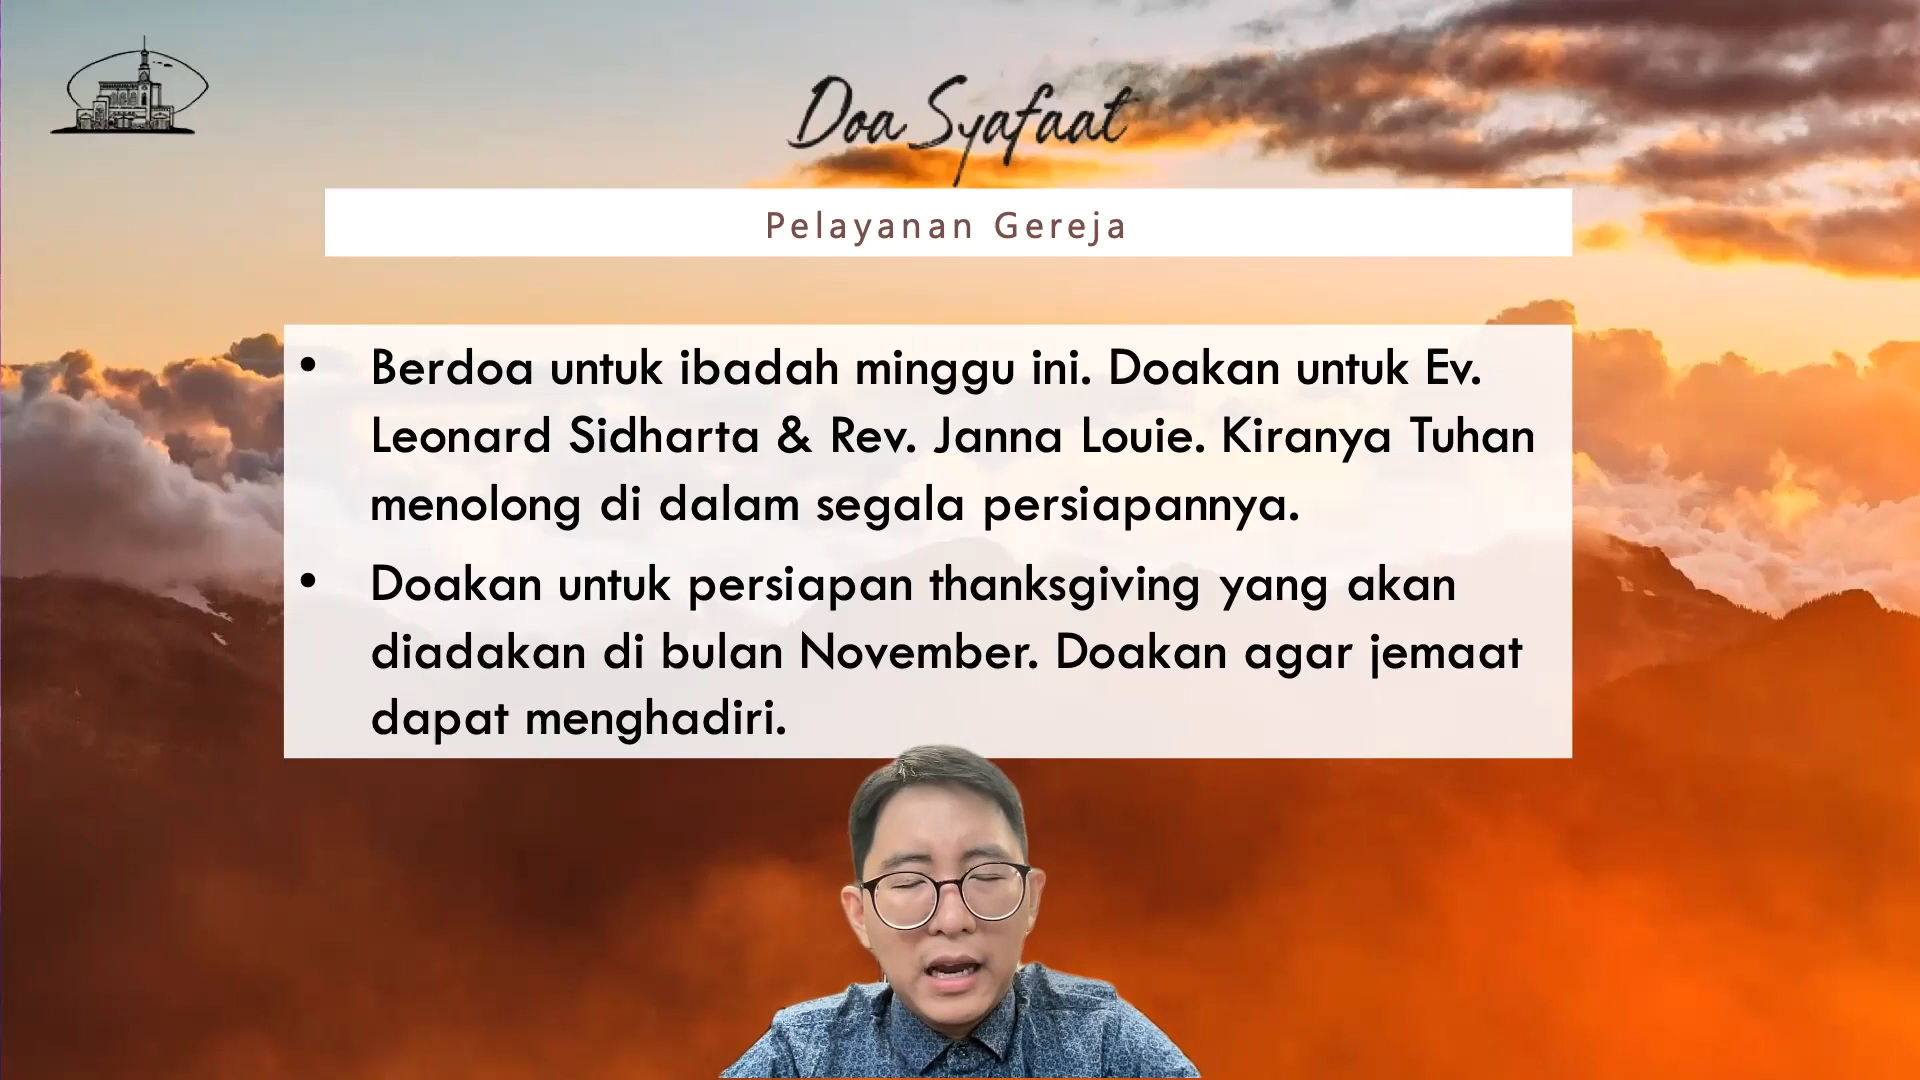 Doa Syafaat
Pelayanan Gereja
• Berdoa untuk ibadah minggu ini. Doakan untuk Ev.
Leonard Sidharta & Rev. Janna Louie. Kiranya Tuhan
menolong di dalam segala persiapannya.
• Doakan untuk persiapan thanksgiving yang akan
diadakan di bulan November. Doakan agar jemaat
dapat menghadiri.